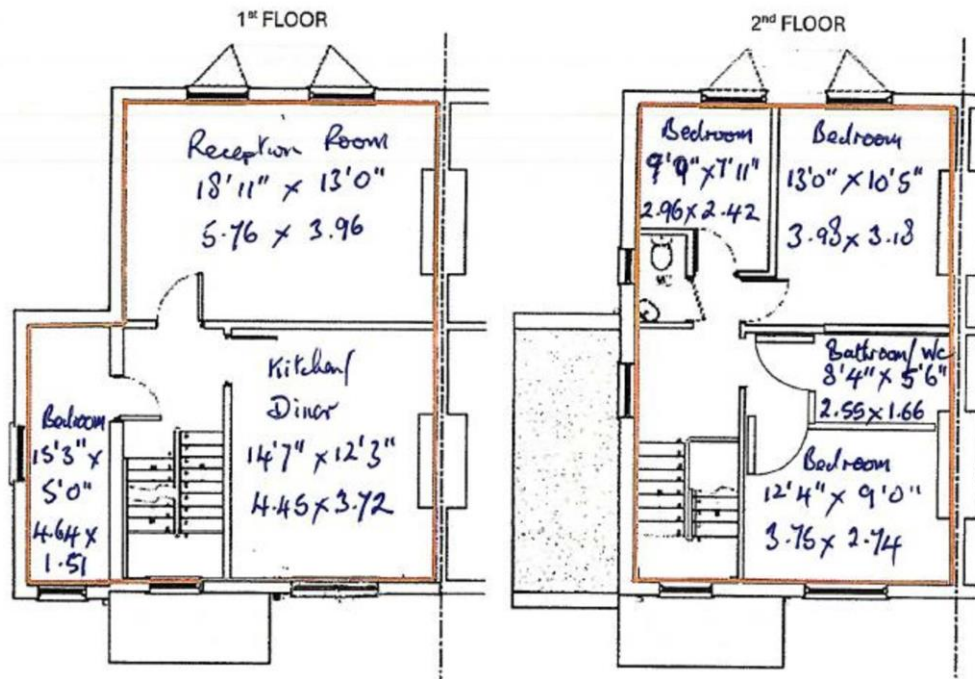 1st FLOOR
Reception Room
18'11" x 13'0"
5.76 x 3.96
Kitchen/
Diner
14'7" x 12'3"
4.45 x 3.72
Bedroom
15'3" x
5'0"
4.64 x
1.51
2nd FLOOR
Bedroom
9'9" x 7'11"
2.96 x 2.42
Bedroom
13'0" x 10'5"
3.98 x 3.18
WC
Bathroom/WC
8'4" x 5'6"
2.55 x 1.66
Bedroom
12'4" x 9'0"
3.75 x 2.74